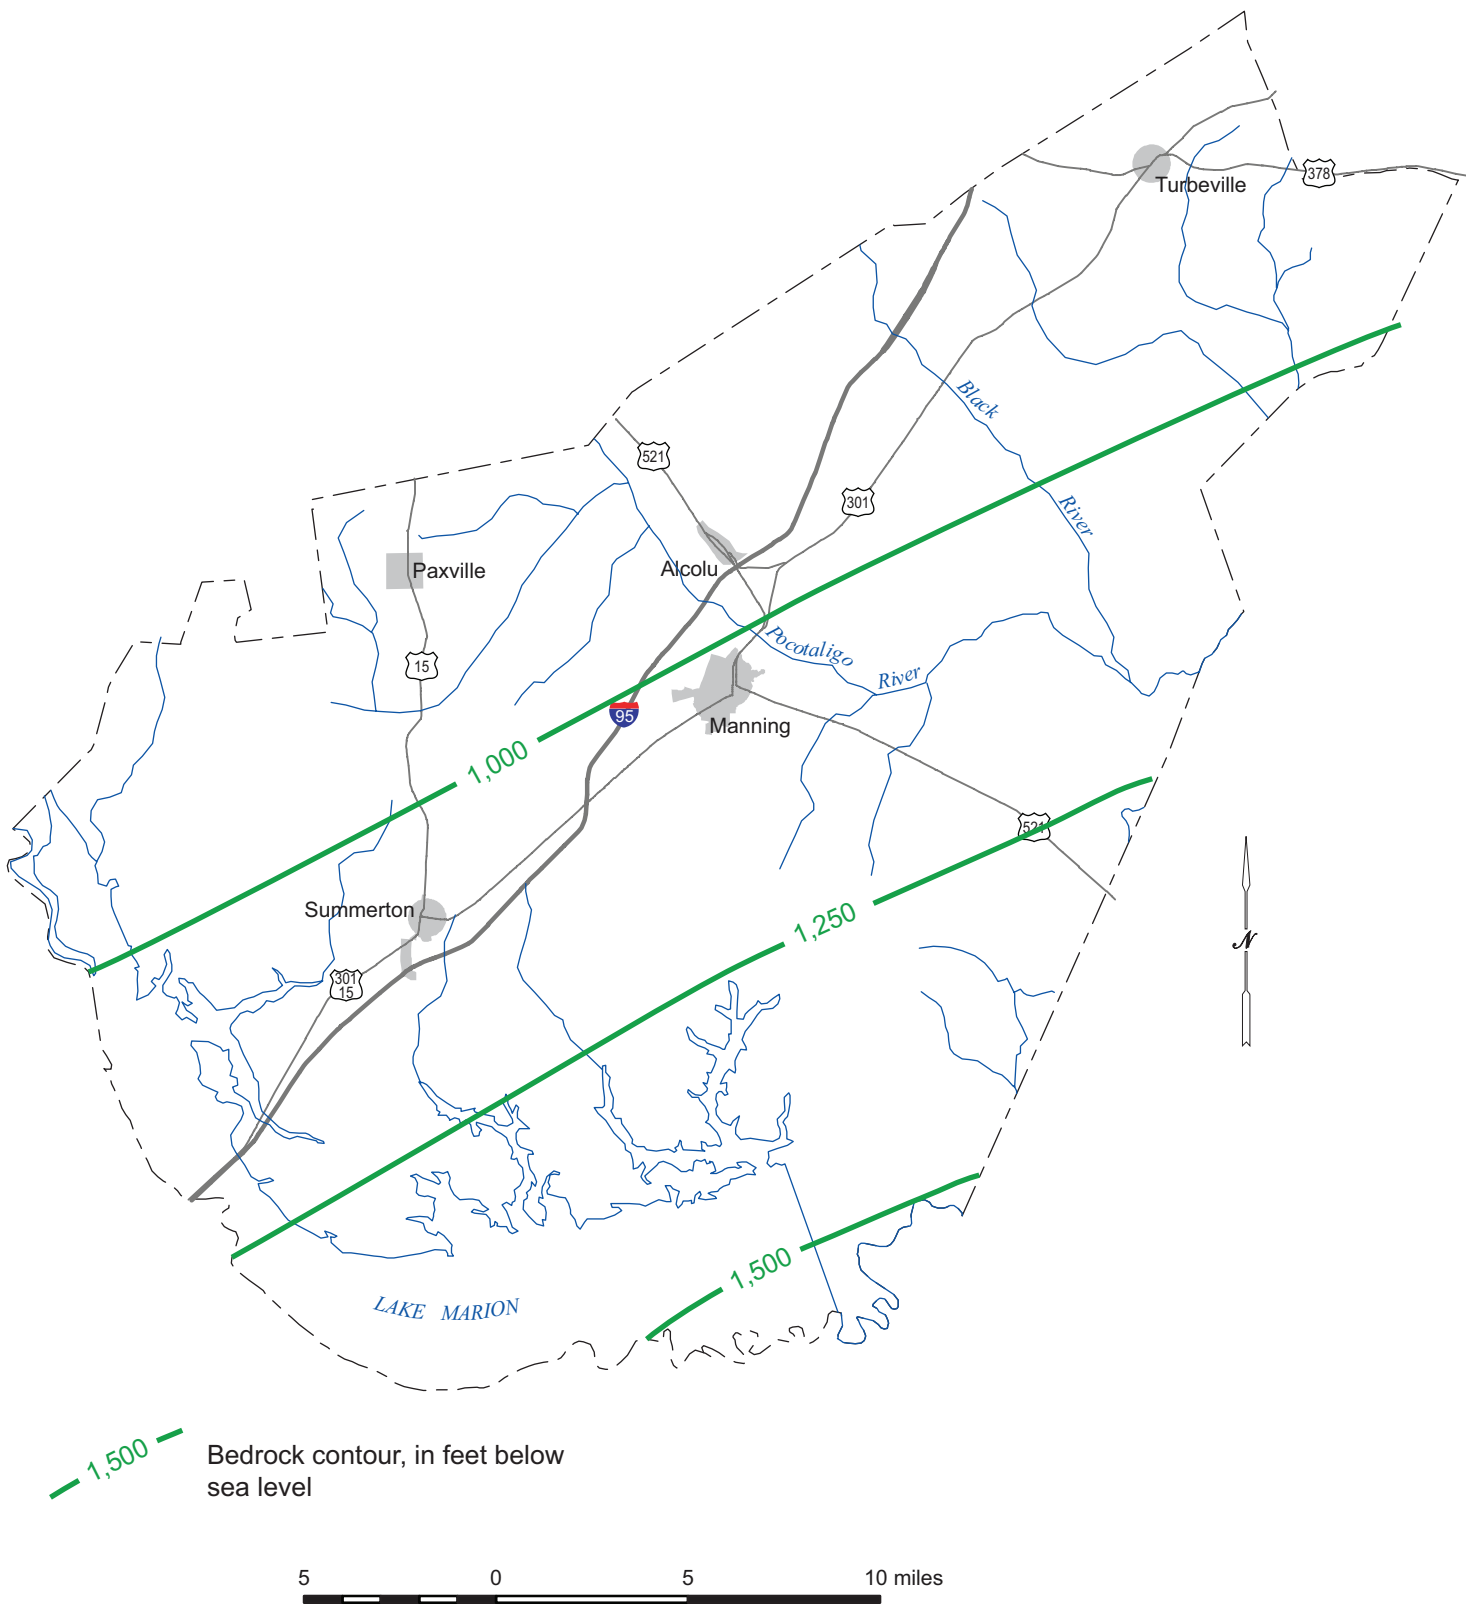 378
Turbeville
Black
521
301
River
Alcolu
Paxville
Pocotaligo
15
River
95
Manning
1,000
521
Summerton
1,250
N
301
15
1,500
LAKE MARION
1,500
Bedrock contour, in feet below
sea level
5 0 5 10 miles